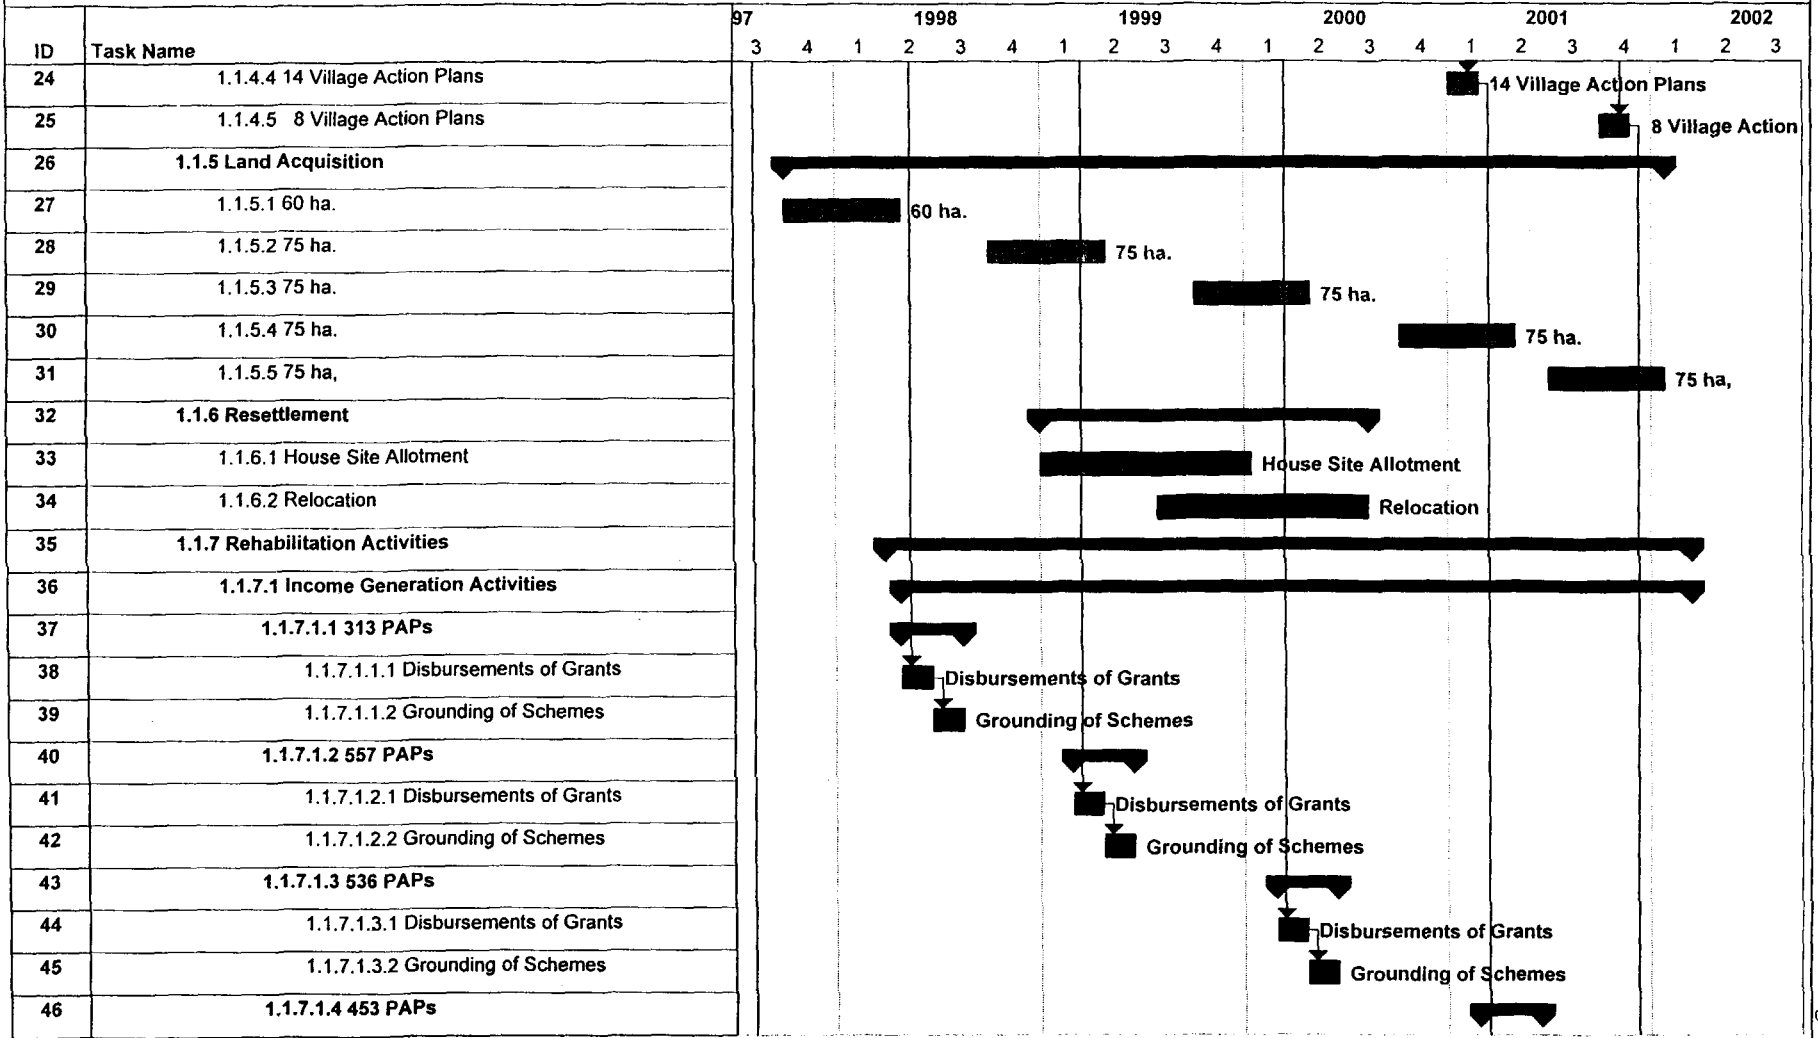 97 1998 1999 2000 2001 2002
ID Task Name 3 4 1 2 3 4 1 2 3 4 1 2 3 4 1 2 3 4 1 2 3
24 1.1.4.4 14 Village Action Plans 14 Village Action Plans
25 1.1.4.5 8 Village Action Plans 8 Village Action
26 1.1.5 Land Acquisition
27 1.1.5.1 60 ha. 60 ha.
28 1.1.5.2 75 ha. 75 ha.
29 1.1.5.3 75 ha. 75 ha.
30 1.1.5.4 75 ha. 75 ha.
31 1.1.5.5 75 ha, 75 ha,
32 1.1.6 Resettlement
33 1.1.6.1 House Site Allotment House Site Allotment
34 1.1.6.2 Relocation Relocation
35 1.1.7 Rehabilitation Activities
36 1.1.7.1 Income Generation Activities
37 1.1.7.1.1 313 PAPs
38 1.1.7.1.1.1 Disbursements of Grants Disbursements of Grants
39 1.1.7.1.1.2 Grounding of Schemes Grounding of Schemes
40 1.1.7.1.2 557 PAPs
41 1.1.7.1.2.1 Disbursements of Grants Disbursements of Grants
42 1.1.7.1.2.2 Grounding of Schemes Grounding of Schemes
43 1.1.7.1.3 536 PAPs
44 1.1.7.1.3.1 Disbursements of Grants Disbursements of Grants
45 1.1.7.1.3.2 Grounding of Schemes Grounding of Schemes
46 1.1.7.1.4 453 PAPs